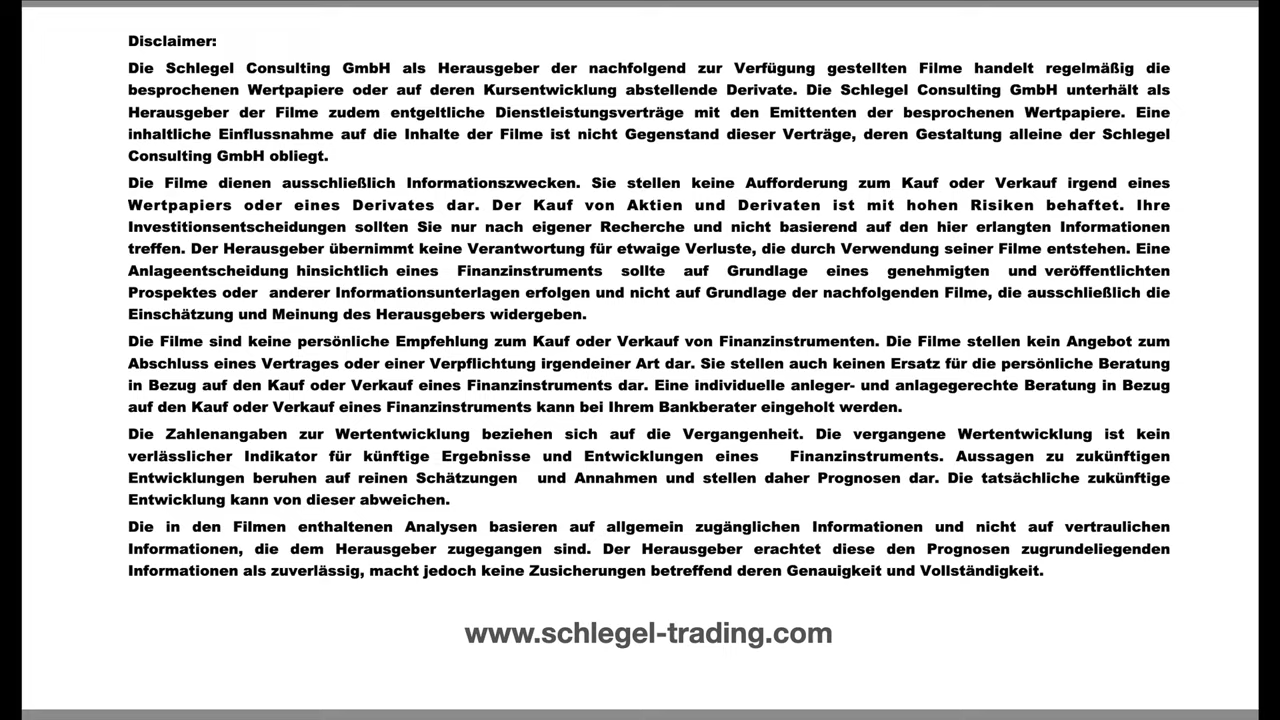 Disclaimer:
Die Schlegel Consulting GmbH als Herausgeber der nachfolgend zur Verfügung gestellten Filme handelt regelmäßig die
besprochenen Wertpapiere oder auf deren Kursentwicklung abstellende Derivate. Die Schlegel Consulting GmbH unterhält als
Herausgeber der Filme zudem entgeltliche Dienstleistungsverträge mit den Emittenten der besprochenen Wertpapiere. Eine
inhaltliche Einflussnahme auf die Inhalte der Filme ist nicht Gegenstand dieser Verträge, deren Gestaltung alleine der Schlegel
Consulting GmbH obliegt.
Die Filme dienen ausschließlich Informationszwecken. Sie stellen keine Aufforderung zum Kauf oder Verkauf irgend eines
Wertpapiers oder eines Derivates dar. Der Kauf von Aktien und Derivaten ist mit hohen Risiken behaftet. Ihre
Investitionsentscheidungen sollten Sie nur nach eigener Recherche und nicht basierend auf den hier erlangten Informationen
treffen. Der Herausgeber übernimmt keine Verantwortung für etwaige Verluste, die durch Verwendung seiner Filme entstehen. Eine
Anlageentscheidung hinsichtlich eines Finanzinstruments sollte auf Grundlage eines genehmigten und veröffentlichten
Prospektes oder anderer Informationsunterlagen erfolgen und nicht auf Grundlage der nachfolgenden Filme, die ausschließlich die
Einschätzung und Meinung des Herausgebers widergeben.
Die Filme sind keine persönliche Empfehlung zum Kauf oder Verkauf von Finanzinstrumenten. Die Filme stellen kein Angebot zum
Abschluss eines Vertrages oder einer Verpflichtung irgendeiner Art dar. Sie stellen auch keinen Ersatz für die persönliche Beratung
in Bezug auf den Kauf oder Verkauf eines Finanzinstruments dar. Eine individuelle anleger- und anlagegerechte Beratung in Bezug
auf den Kauf oder Verkauf eines Finanzinstruments kann bei Ihrem Bankberater eingeholt werden.
Die Zahlenangaben zur Wertentwicklung beziehen sich auf die Vergangenheit. Die vergangene Wertentwicklung ist kein
verlässlicher Indikator für künftige Ergebnisse und Entwicklungen eines Finanzinstruments. Aussagen zu zukünftigen
Entwicklungen beruhen auf reinen Schätzungen und Annahmen und stellen daher Prognosen dar. Die tatsächliche zukünftige
Entwicklung kann von dieser abweichen.
Die in den Filmen enthaltenen Analysen basieren auf allgemein zugänglichen Informationen und nicht auf vertraulichen
Informationen, die dem Herausgeber zugegangen sind. Der Herausgeber erachtet diese den Prognosen zugrundeliegenden
Informationen als zuverlässig, macht jedoch keine Zusicherungen betreffend deren Genauigkeit und Vollständigkeit.
www.schlegel-trading.com